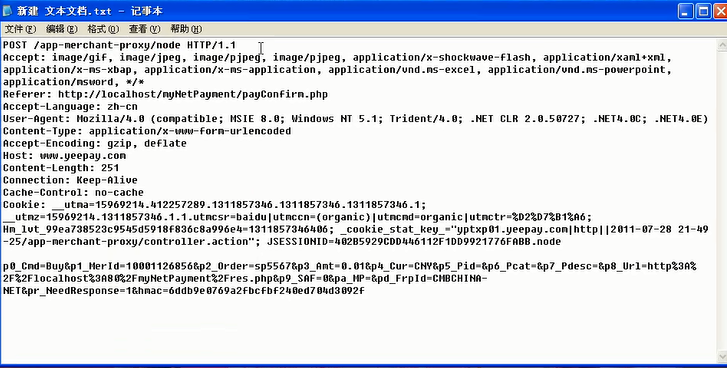 新建 文本文档.txt - 记事本
文件(F) 编辑(E) 格式(O) 查看(V) 帮助(H)
POST /app-merchant-proxy/node HTTP/1.1
Accept: image/gif, image/jpeg, image/pjpeg, image/pjpeg, application/x-shockwave-flash, application/xaml+xml,
application/x-ms-xbap, application/x-ms-application, application/vnd.ms-excel, application/vnd.ms-powerpoint,
application/msword, */*
Referer: http://localhost/myNetPayment/payConfirm.php
Accept-Language: zh-cn
User-Agent: Mozilla/4.0 (compatible; MSIE 8.0; Windows NT 5.1; Trident/4.0; .NET CLR 2.0.50727; .NET4.0C; .NET4.0E)
Content-Type: application/x-www-form-urlencoded
Accept-Encoding: gzip, deflate
Host: www.yeepay.com
Content-Length: 251
Connection: Keep-Alive
Cache-Control: no-cache
Cookie: __utma=15969214.412257289.1311857346.1311857346.1311857346.1;
__utmz=15969214.1311857346.1.1.utmcsr=baidu|utmccn=(organic)|utmcmd=organic|utmctr=%D2%D7%B1%A6;
Hm_lvt_99ea738523c9545d5918f836c8a996e4=1311857346406; _cookie_stat_key_="yptxp01.yeepay.com|http||2011-07-28 21-49
-25/app-merchant-proxy/controller.action"; JSESSIONID=402B5929CDD446112F1DD9921776FABB.node
p0_Cmd=Buy&p1_MerId=10001126856&p2_Order=sp5567&p3_Amt=0.01&p4_Cur=CNY&p5_Pid=&p6_Pcat=&p7_Pdesc=&p8_Url=http%3A%
2F%2Flocalhost%3A80%2FmyNetPayment%2Fres.php&p9_SAF=0&pa_MP=&pd_FrpId=CMBCHINA-
NET&pr_NeedResponse=1&hmac=6ddb9e0769a2fbcfbf240ed704d3092f